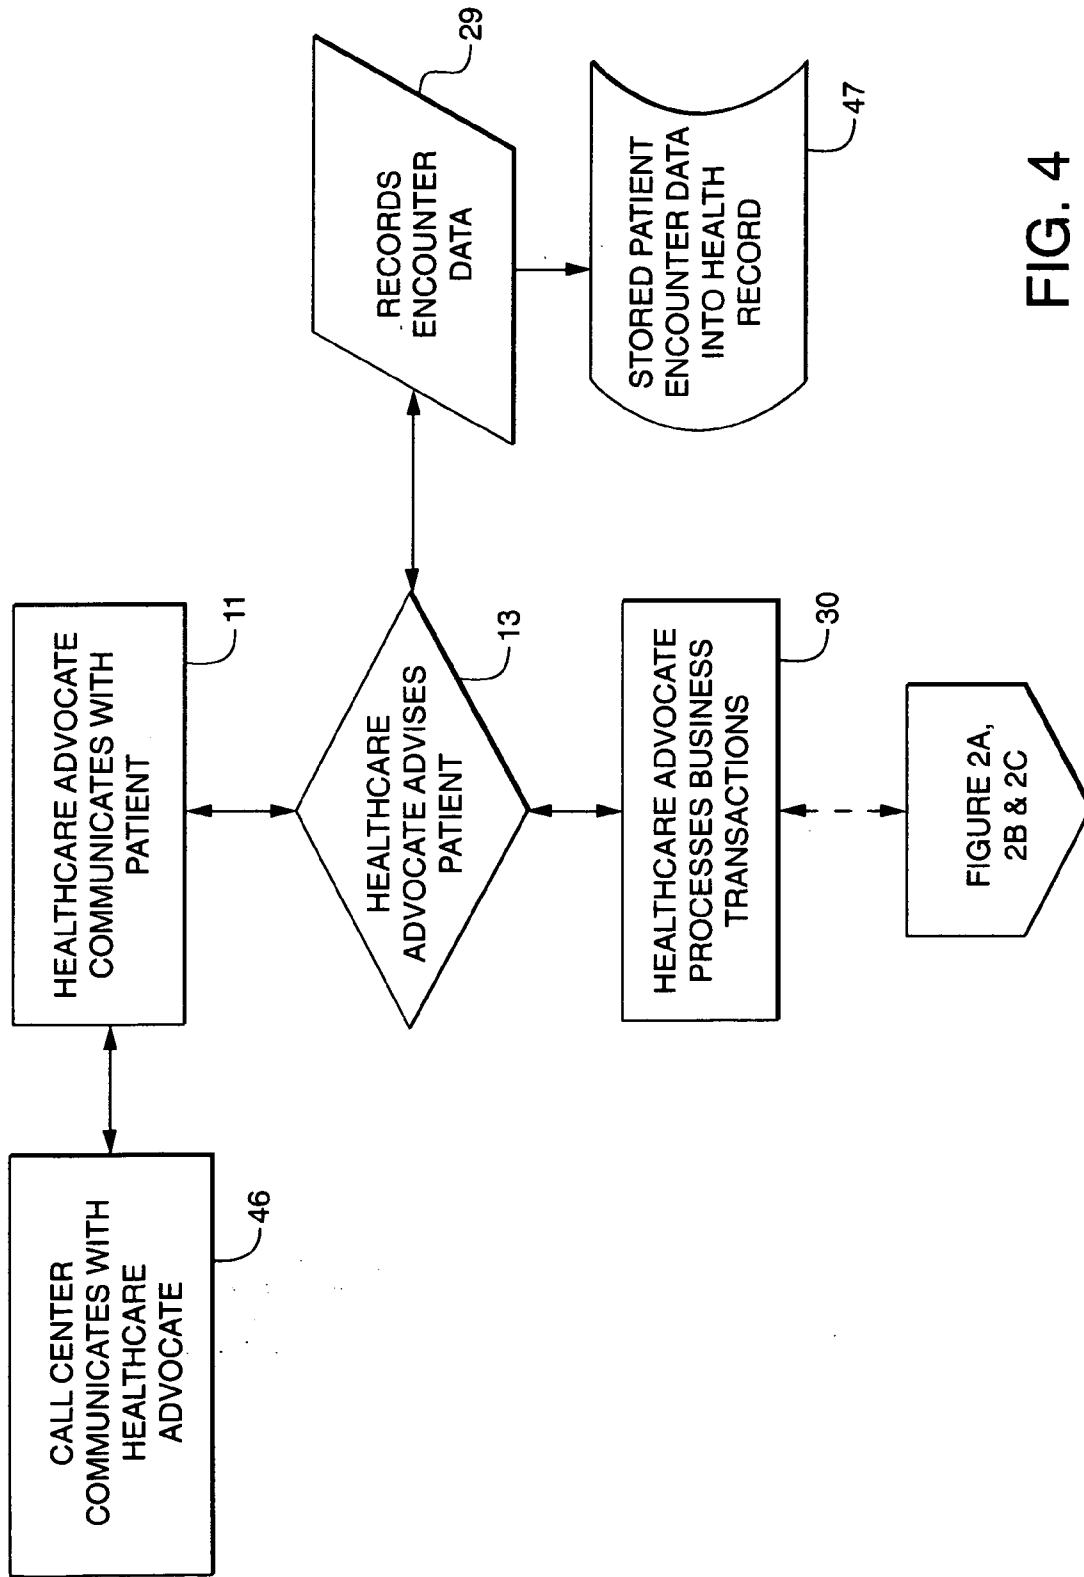 CALL CENTER
COMMUNICATES WITH
HEALTHCARE
ADVOCATE
46
HEALTHCARE ADVOCATE
COMMUNICATES WITH
PATIENT
11
HEALTHCARE
ADVOCATE ADVISES
PATIENT
13
RECORDS
ENCOUNTER
DATA
29
STORED PATIENT
ENCOUNTER DATA
INTO HEALTH
RECORD
47
HEALTHCARE ADVOCATE
PROCESSES BUSINESS
TRANSACTIONS
30
FIGURE 2A,
2B & 2C
FIG. 4